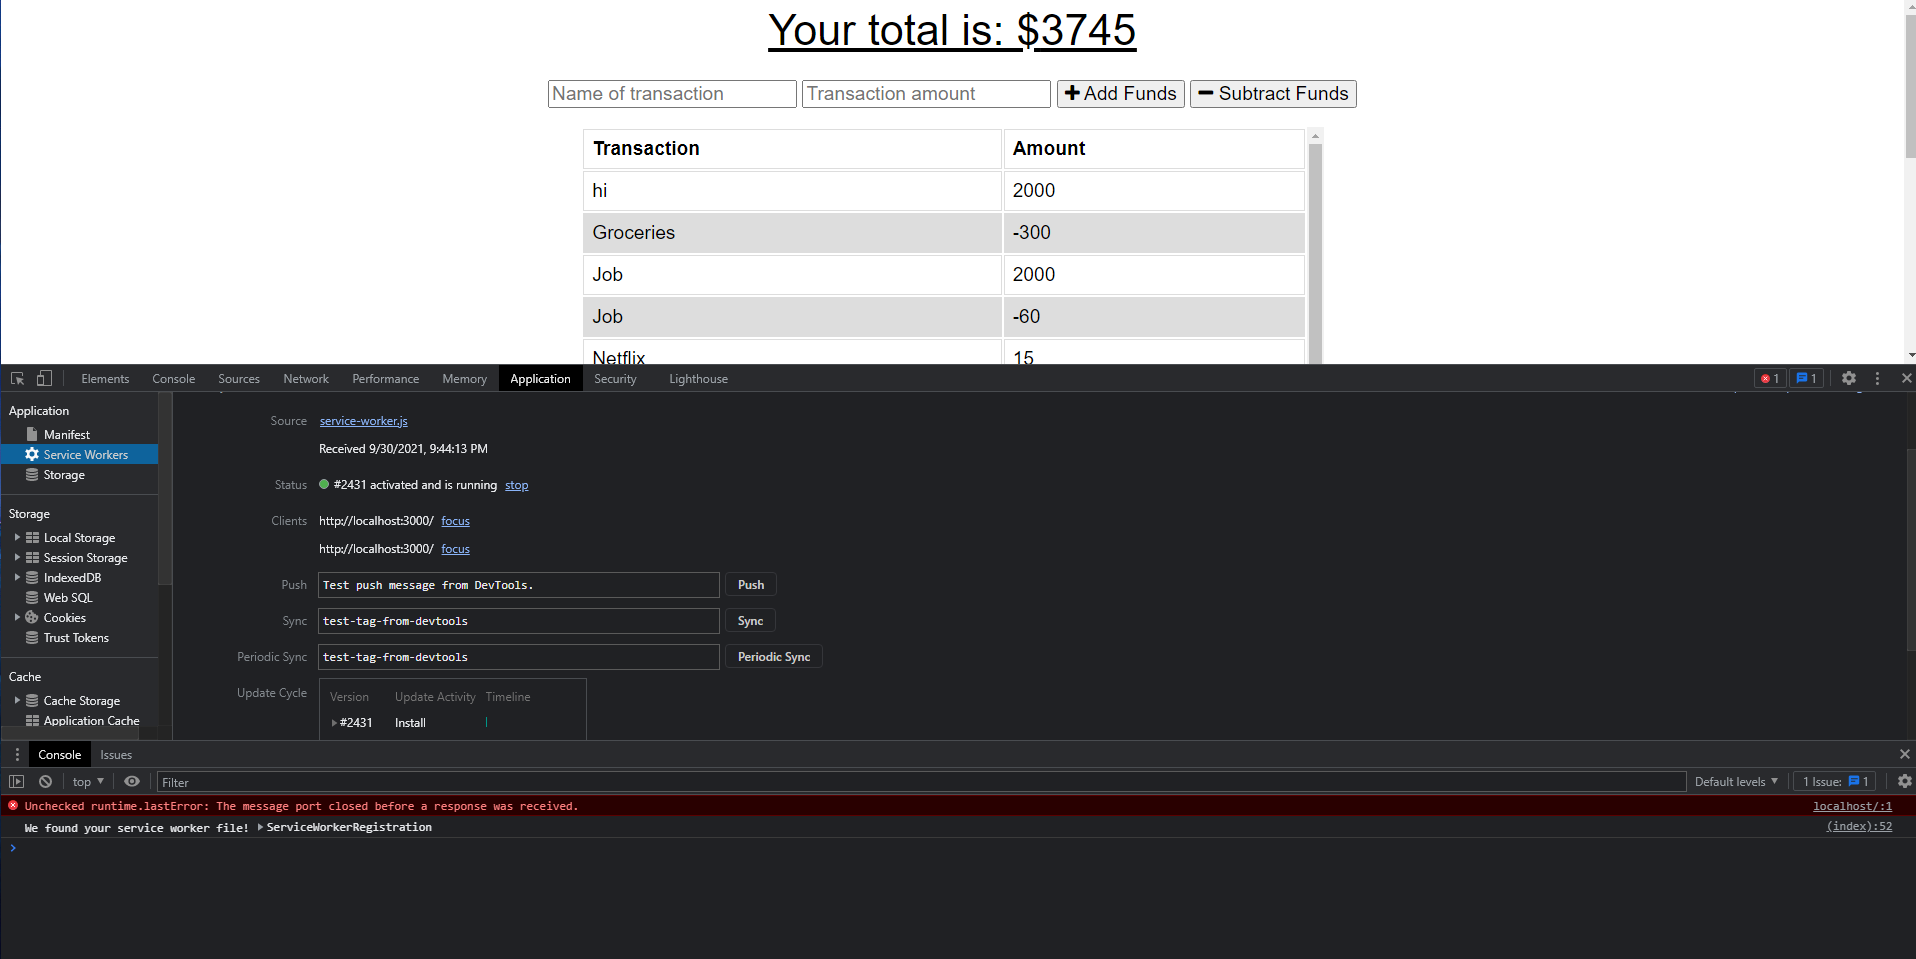 Your total is: $3745
Name of transaction Transaction amount Add Funds Subtract Funds
Transaction Amount
hi 2000
Groceries -300
Job 2000
Job -60
Netflix 15
Elements Console Sources Network Performance Memory Application Security Lighthouse 1 1
Application
Manifest
Service Workers
Storage
Storage
Local Storage
Session Storage
IndexedDB
Web SQL
Cookies
Trust Tokens
Cache
Cache Storage
Application Cache
Source service-worker.js
Received 9/30/2021, 9:44:13 PM
Status #2431 activated and is running stop
Clients http://localhost:3000/ focus
http://localhost:3000/ focus
Push Test push message from DevTools. Push
Sync test-tag-from-devtools Sync
Periodic Sync test-tag-from-devtools Periodic Sync
Update Cycle Version Update Activity Timeline
#2431 Install
Console Issues
top Filter Default levels 1 Issue: 1
Unchecked runtime.lastError: The message port closed before a response was received. localhost/:1
We found your service worker file! ServiceWorkerRegistration (index):52